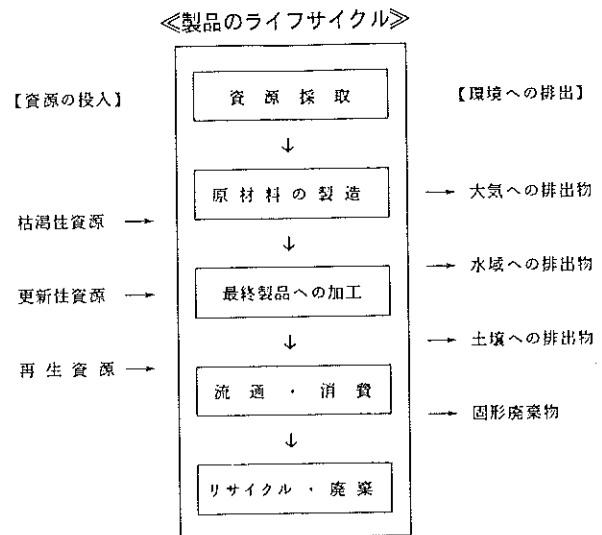 ≪製品のライフサイクル≫
【資源の投入】
資源採取
【環境への排出】
↓
原材料の製造
→ 大気への排出物
枯渇性資源 →
↓
→ 水域への排出物
更新性資源 →
最終製品への加工
↓
→ 土壌への排出物
再生資源 →
流通・消費
→ 固形廃棄物
↓
リサイクル・廃棄